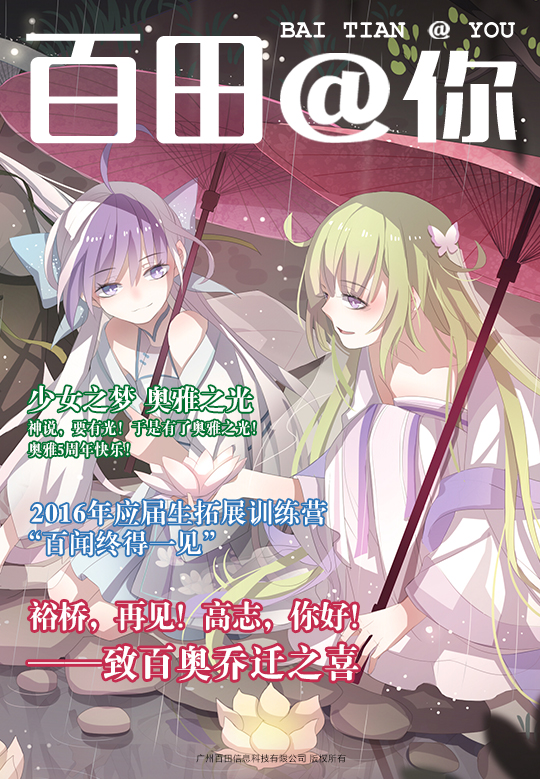 BAI TIAN @ YOU
百田@你
少女之梦 奥雅之光
神说，要有光！于是有了奥雅之光！
奥雅5周年快乐！
2016年应届生拓展训练营
“百闻终得一见”
裕桥，再见！高志，你好！
——致百奥乔迁之喜
广州百田信息科技有限公司 版权所有